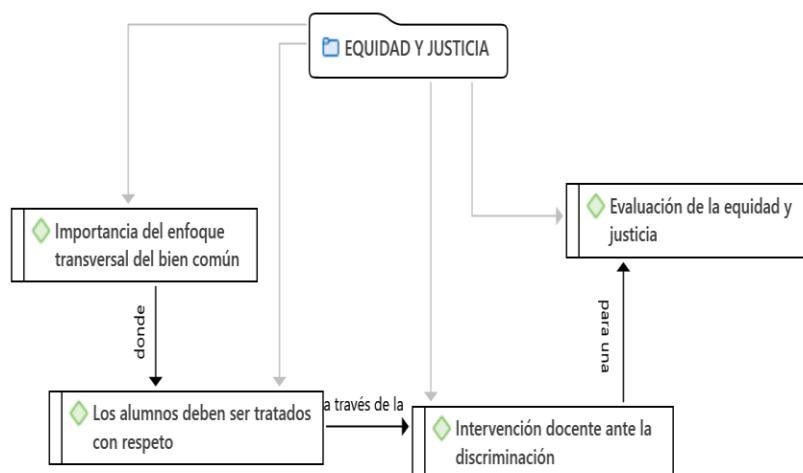 EQUIDAD Y JUSTICIA
Importancia del enfoque
transversal del bien común
Evaluación de la equidad y
justicia
donde
para una
Los alumnos deben ser tratados
con respeto
a través de la
Intervención docente ante la
discriminación